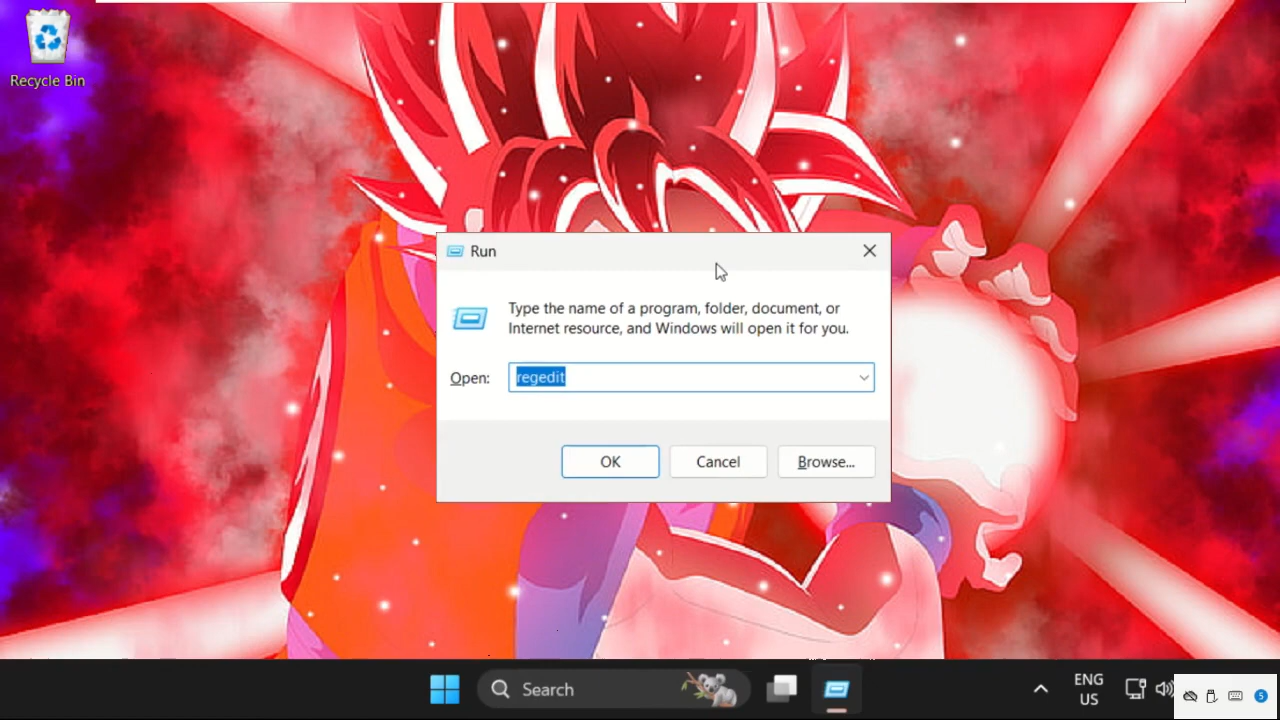 Recycle Bin
Run
Type the name of a program, folder, document, or
Internet resource, and Windows will open it for you.
Open: regedit
OK Cancel Browse...
Search
ENG
US
5